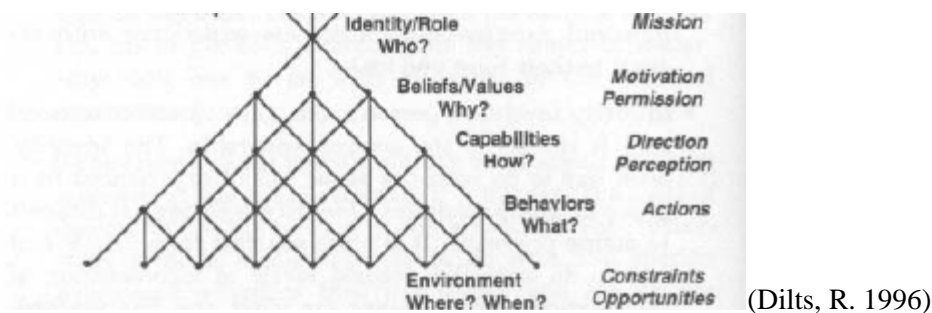 Identity/Role Mission
Who?
Beliefs/Values Motivation
Why? Permission
Capabilities Direction
How? Perception
Behaviors Actions
What?
Environment Constraints
Where? When? Opportunities (Dilts, R. 1996)